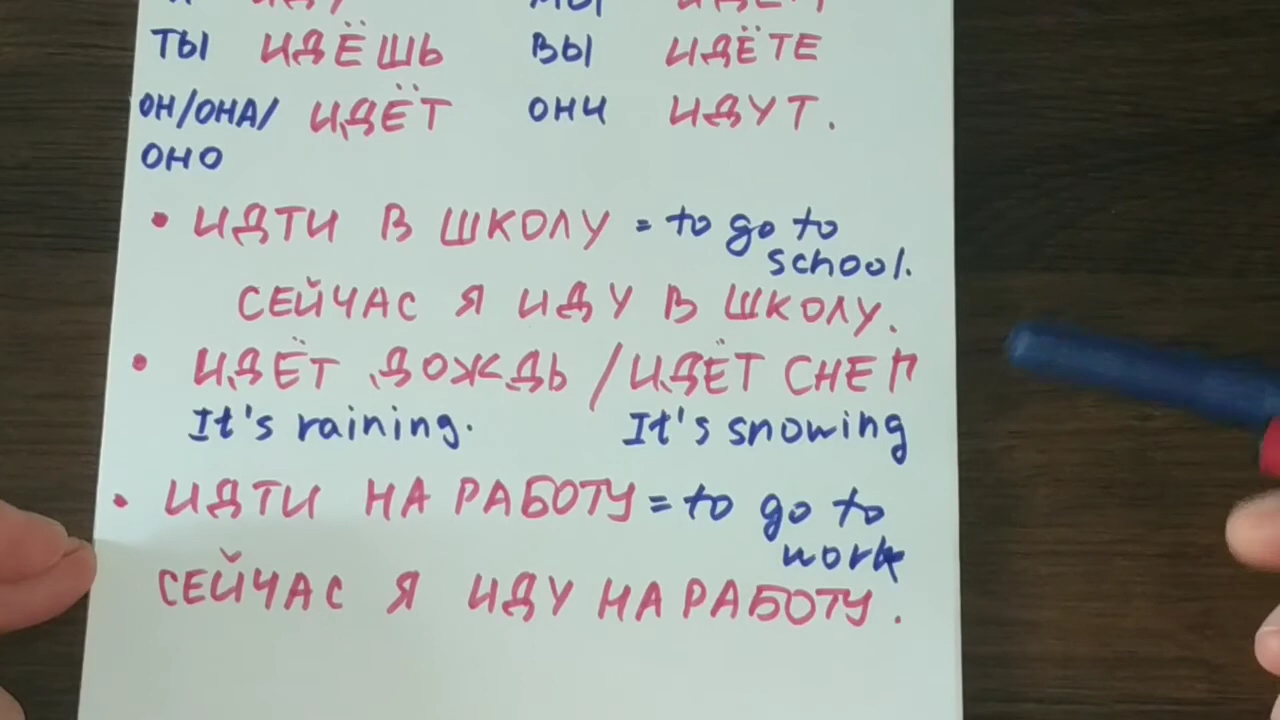 ТЫ ИДЁШЬ ВЫ ИДЁТЕ
ОН/ОНА/ ИДЁТ ОНИ ИДУТ.
ОНО
• ИДТИ В ШКОЛУ = to go to
school.
СЕЙЧАС Я ИДУ В ШКОЛУ.
• ИДЁТ ДОЖДЬ / ИДЁТ СНЕГ
It's raining. It's snowing
• ИДТИ НА РАБОТУ = to go to
work
СЕЙЧАС Я ИДУ НА РАБОТУ.